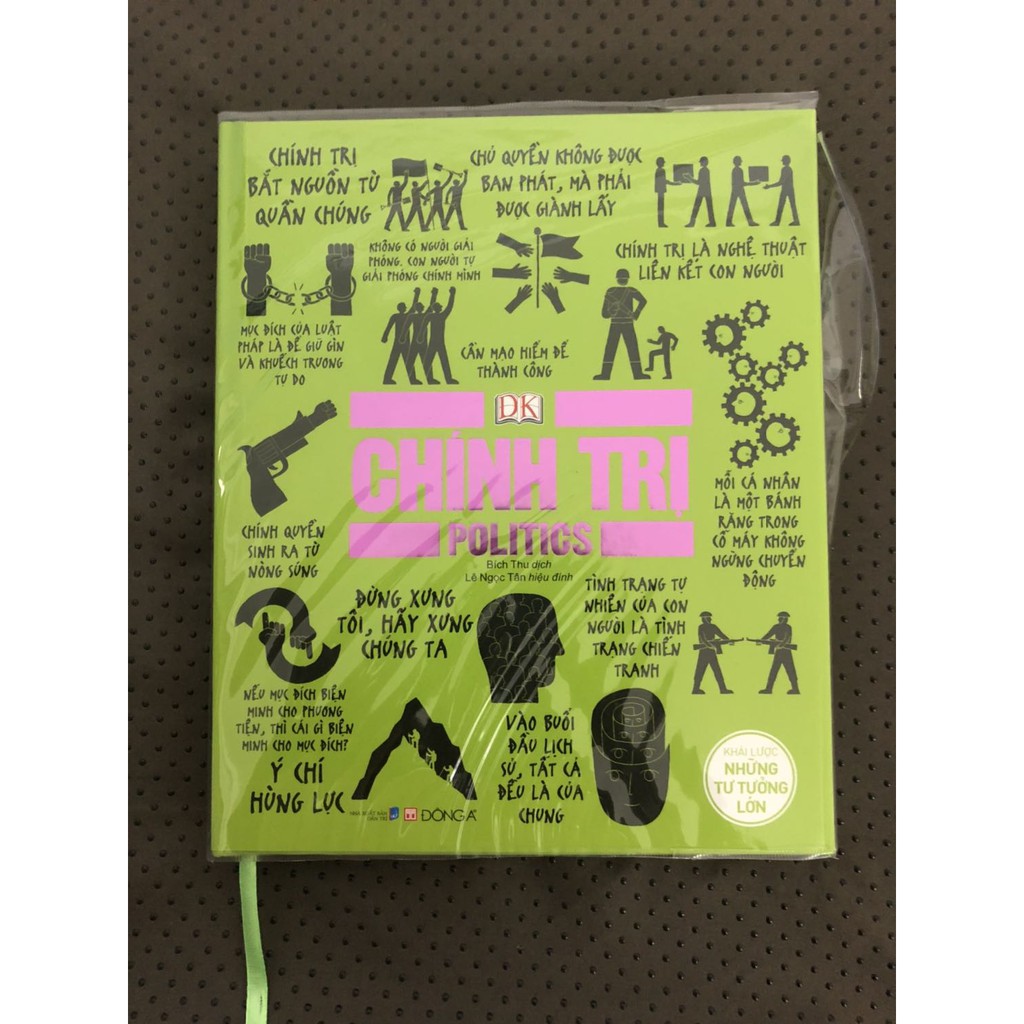 CHÍNH TRỊ
BẮT NGUỒN TỪ
QUẦN CHÚNG
CHỦ QUYỀN KHÔNG ĐƯỢC
BAN PHÁT, MÀ PHẢI
ĐƯỢC GIÀNH LẤY
KHÔNG CÓ NGƯỜI GIẢI
PHÓNG. CON NGƯỜI TỰ
GIẢI PHÓNG CHÍNH MÌNH
CHÍNH TRỊ LÀ NGHỆ THUẬT
LIÊN KẾT CON NGƯỜI
MỤC ĐÍCH CỦA LUẬT
PHÁP LÀ ĐỂ GIỮ GÌN
VÀ KHUẾCH TRƯƠNG
TỰ DO
CẦN MẠO HIỂM ĐỂ
THÀNH CÔNG
DK
CHÍNH TRỊ
POLITICS
Bích Thu dịch
Lê Ngọc Tân hiệu đính
MỖI CÁ NHÂN
LÀ MỘT BÁNH
RĂNG TRONG
CỖ MÁY KHÔNG
NGỪNG CHUYỂN
ĐỘNG
CHÍNH QUYỀN
SINH RA TỪ
NÒNG SÚNG
ĐỪNG XƯNG
TÔI, HÃY XƯNG
CHÚNG TA
TÌNH TRẠNG TỰ
NHIÊN CỦA CON
NGƯỜI LÀ TÌNH
TRẠNG CHIẾN
TRANH
NẾU MỤC ĐÍCH BIỆN
MINH CHO PHƯƠNG
TIỆN, THÌ CÁI GÌ BIỆN
MINH CHO MỤC ĐÍCH?
Ý CHÍ
HÙNG LỰC
VÀO BUỔI
ĐẦU LỊCH
SỬ, TẤT CẢ
ĐỀU LÀ CỦA
CHUNG
KHÁI LƯỢC
NHỮNG
TƯ TƯỞNG
LỚN
NHÀ XUẤT BẢN
DÂN TRÍ
ĐÔNG A